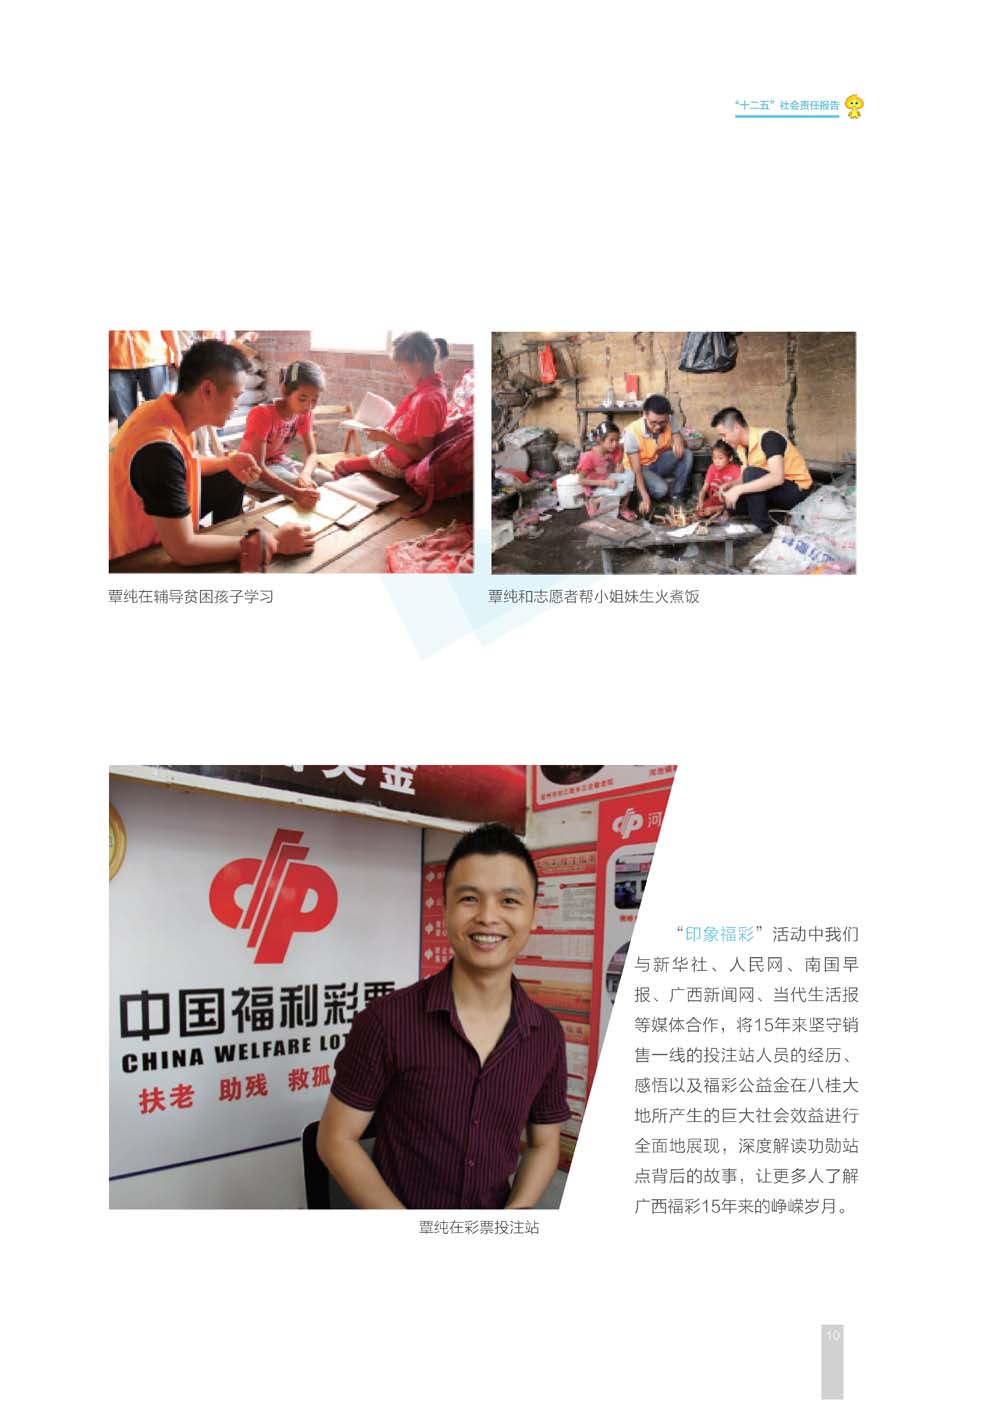 “十二五”社会责任报告
覃纯在辅导贫困孩子学习
覃纯和志愿者帮小姐妹生火煮饭
中国福利彩票
CHINA WELFARE LOT
扶老 助残 救孤
河
“印象福彩”活动中我们
与新华社、人民网、南国早
报、广西新闻网、当代生活报
等媒体合作，将15年来坚守销
售一线的投注站人员的经历、
感悟以及福彩公益金在八桂大
地所产生的巨大社会效益进行
全面地展现，深度解读功勋站
点背后的故事，让更多人了解
广西福彩15年来的峥嵘岁月。
覃纯在彩票投注站
10